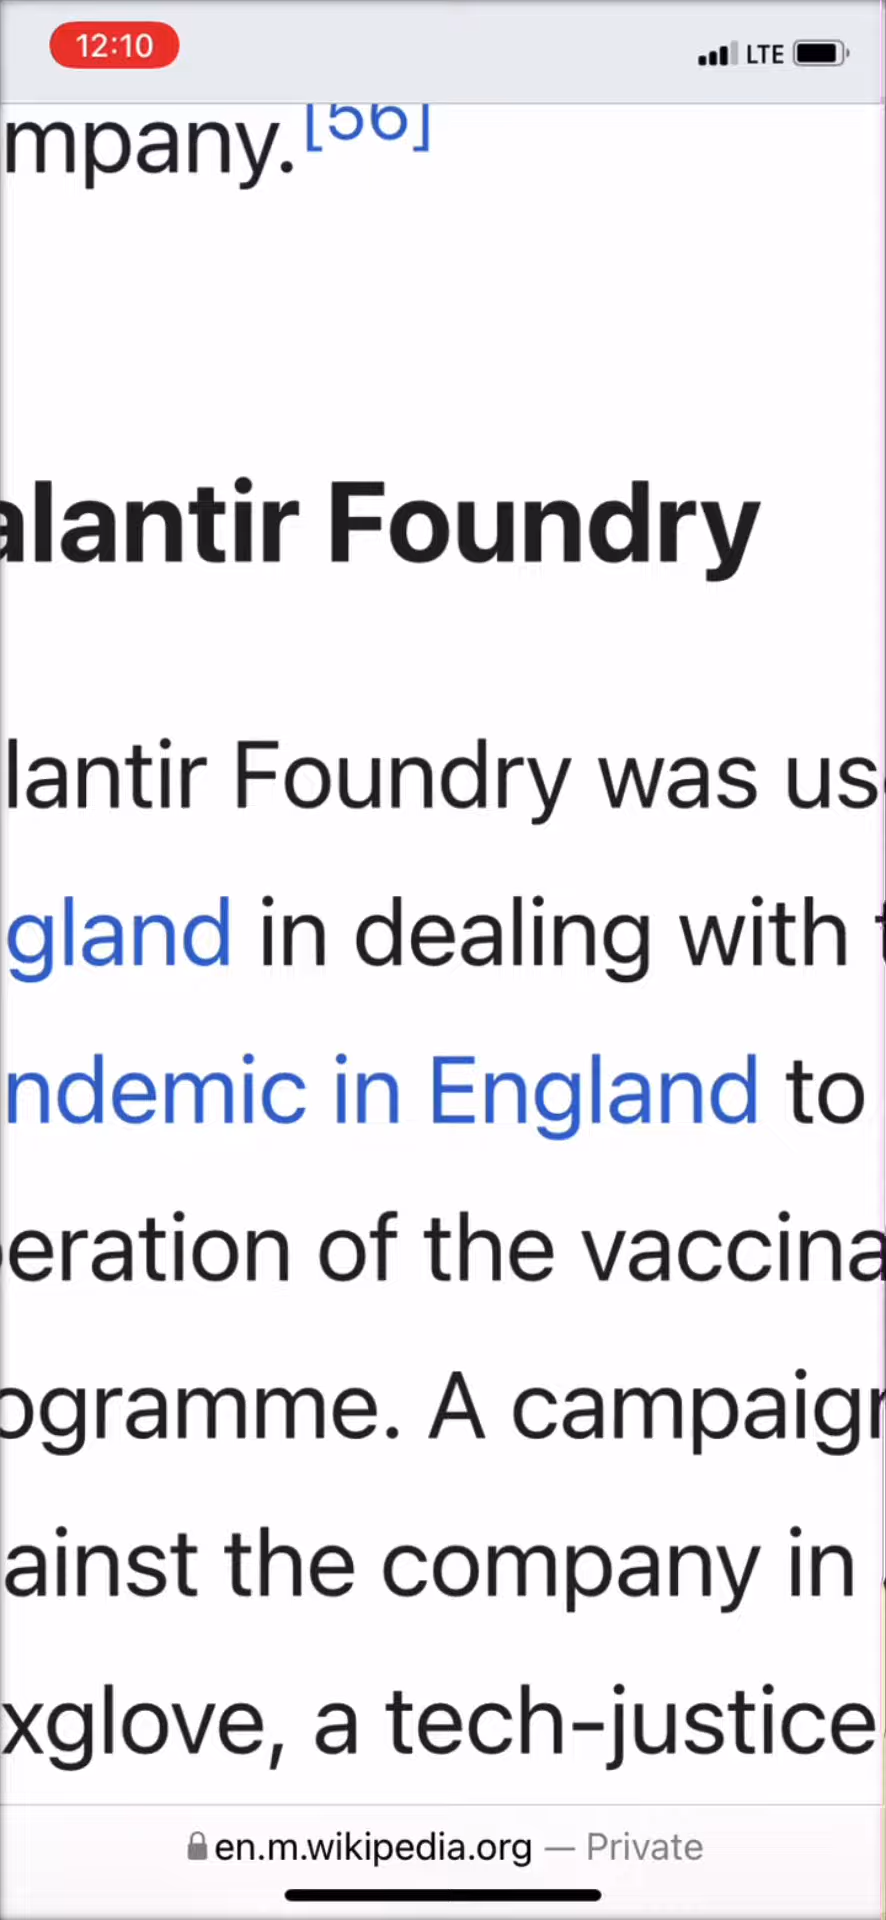 12:10 LTE
mpany.[56]
alantir Foundry
lantir Foundry was us
gland in dealing with
ndemic in England to
eration of the vaccina
ogramme. A campaign
ainst the company in
xglove, a tech-justice
en.m.wikipedia.org — Private